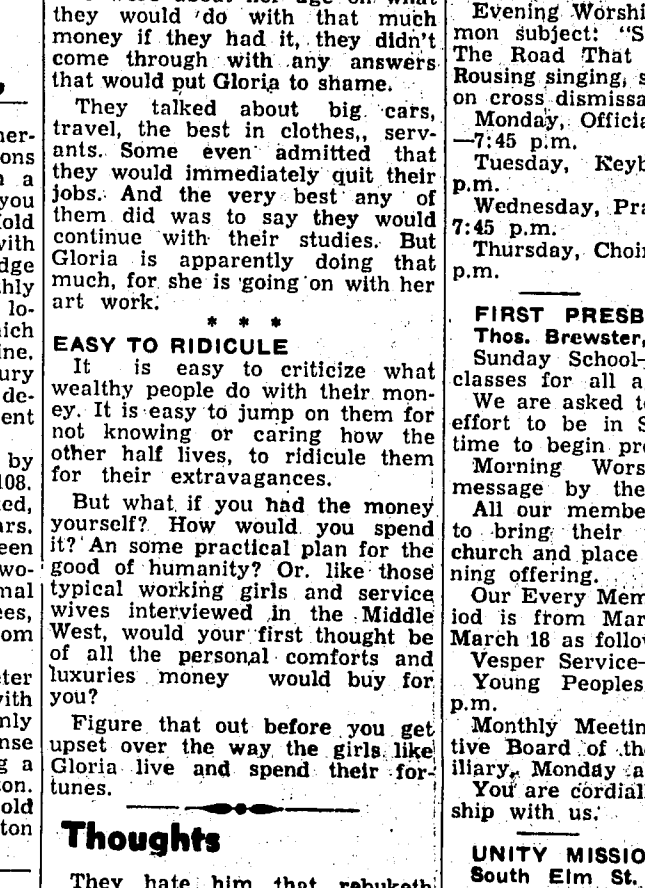 they would do with that much
money if they had it, they didn't
come through with any answers
that would put Gloria to shame.
They talked about big cars,
travel, the best in clothes,, serv-
ants. Some even admitted that
they would immediately quit their
jobs. And the very best any of
them did was to say they would
continue with their studies. But
Gloria is apparently doing that
much, for she is going on with her
art work.
* * *
EASY TO RIDICULE
It is easy to criticize what
wealthy people do with their mon-
ey. It is easy to jump on them for
not knowing or caring how the
other half lives, to ridicule them
for their extravagances.
But what if you had the money
yourself? How would you spend
it? An some practical plan for the
good of humanity? Or. like those
typical working girls and service
wives interviewed in the Middle
West, would your first thought be
of all the personal comforts and
luxuries money would buy for
you?
Figure that out before you get
upset over the way the girls like
Gloria live and spend their for-
tunes.
Thoughts
They hate him that rebuketh
Evening Worshi
mon subject: "S
The Road That
Rousing singing, s
on cross dismissa
Monday, Officia
—7:45 p.m.
Tuesday, Keyb
p.m.
Wednesday, Pra
7:45 p.m.
Thursday, Choir
p.m.
FIRST PRESB
Thos. Brewster,
Sunday School—
classes for all a
We are asked to
effort to be in S
time to begin pro
Morning Wors
message by the
All our membe
to bring their
church and place
ning offering.
Our Every Mem
iod is from Mar
March 18 as follow
Vesper Service—
Young Peoples
p.m.
Monthly Meetin
tive Board of the
iliary, Monday a
You are cordial
ship with us.
UNITY MISSIO
South Elm St.